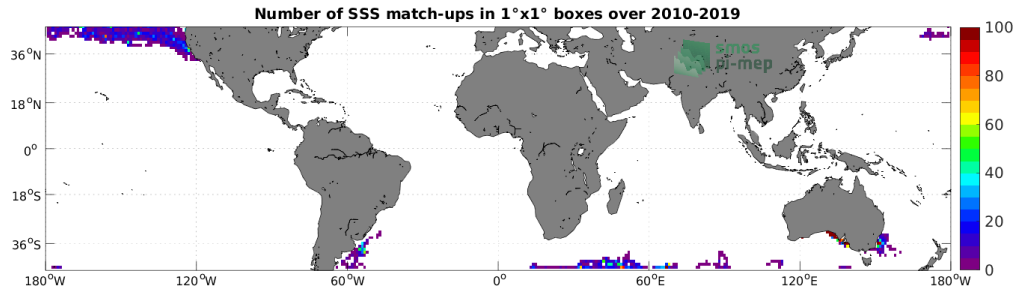 Number of SSS match-ups in 1°x1° boxes over 2010-2019
36°N
18°N
0°
18°S
36°S
180°W
120°W
60°W
0°
60°E
120°E
180°W
100
80
60
40
20
0
smos
pi-mep